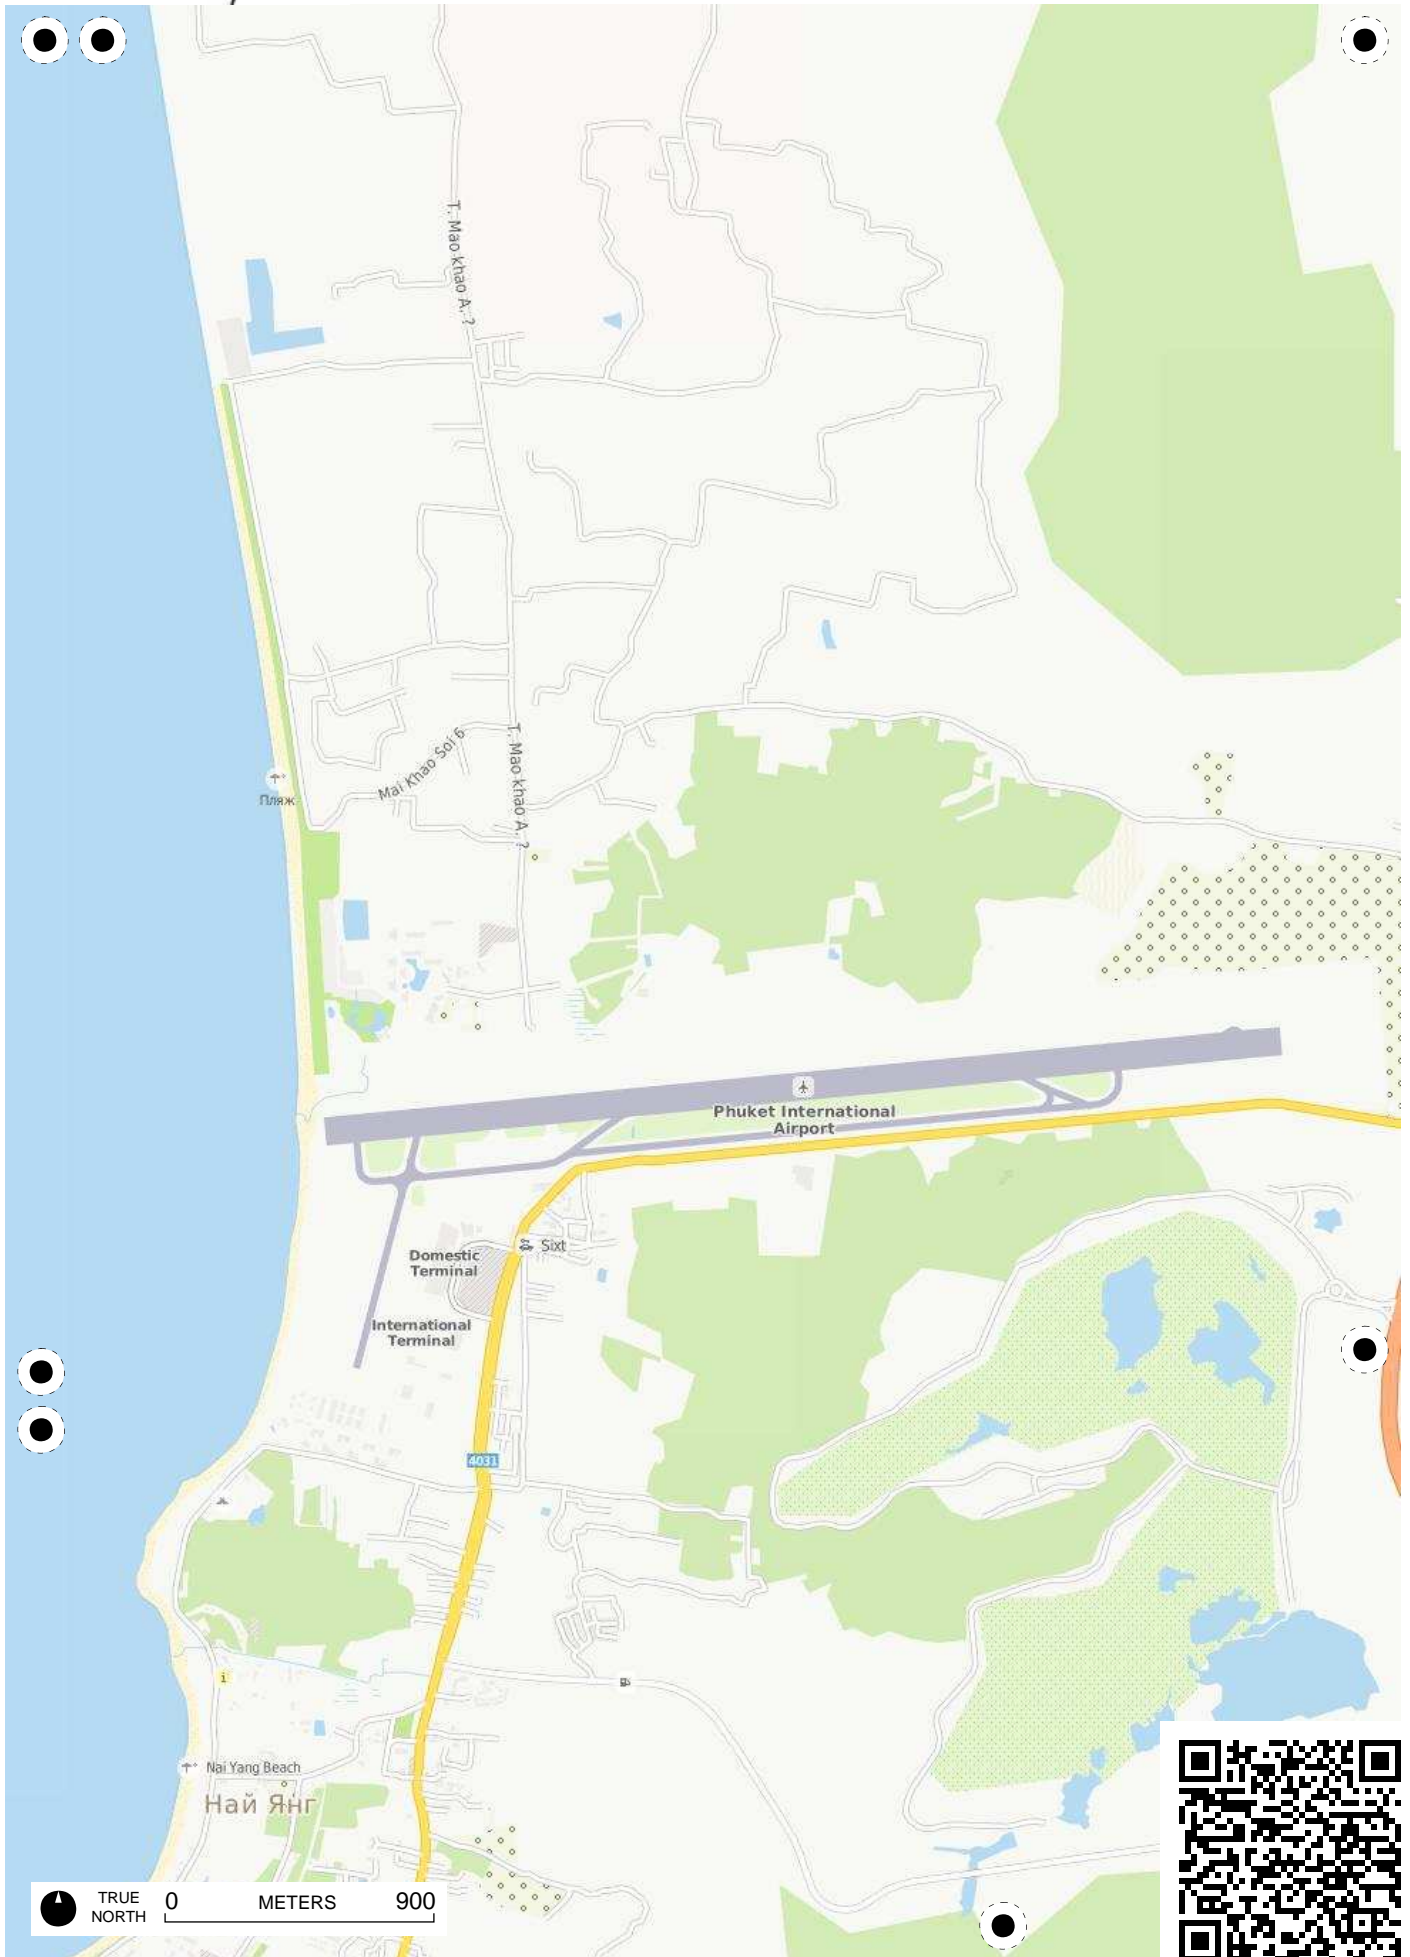 T. Mao khao A. ?
Mai Khao Soi 6
T. Mao khao A. ?
Пляж
Phuket International
Airport
Sixt
Domestic
Terminal
International
Terminal
4031
i
Nai Yang Beach
Най Янг
TRUE
NORTH
0 METERS 900